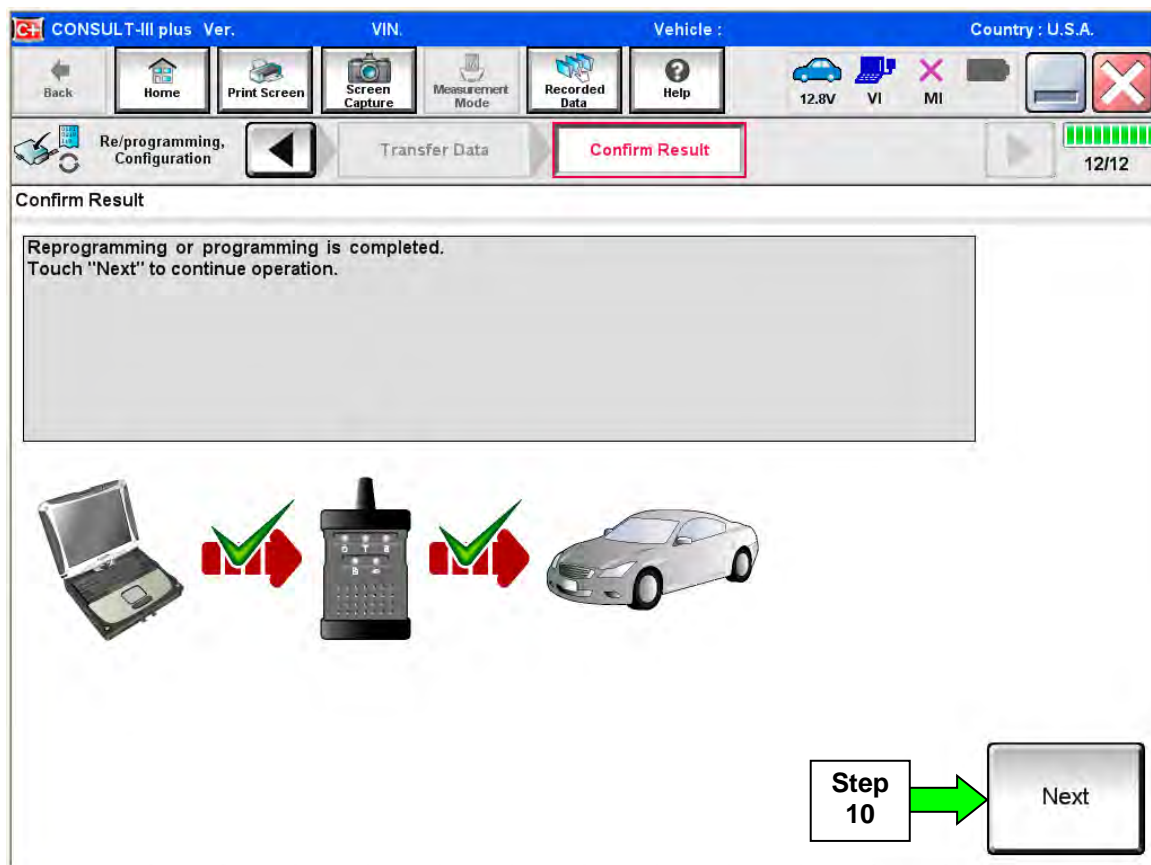 C+ CONSULT-III plus Ver. VIN. Vehicle : Country : U.S.A.
Back
Home
Print Screen
Screen
Capture
Measurement
Mode
Recorded
Data
? Help
12.8V
VI
MI
Re/programming,
Configuration
Transfer Data
Confirm Result
12/12
Confirm Result
Reprogramming or programming is completed.
Touch "Next" to continue operation.
Step
10
Next